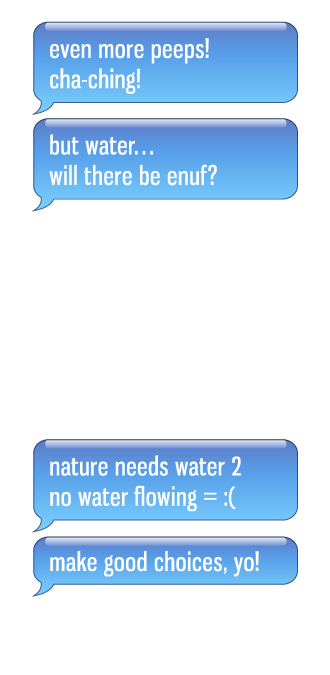 even more peeps!
cha-ching!
but water...
will there be enuf?
nature needs water 2
no water flowing = :(
make good choices, yo!